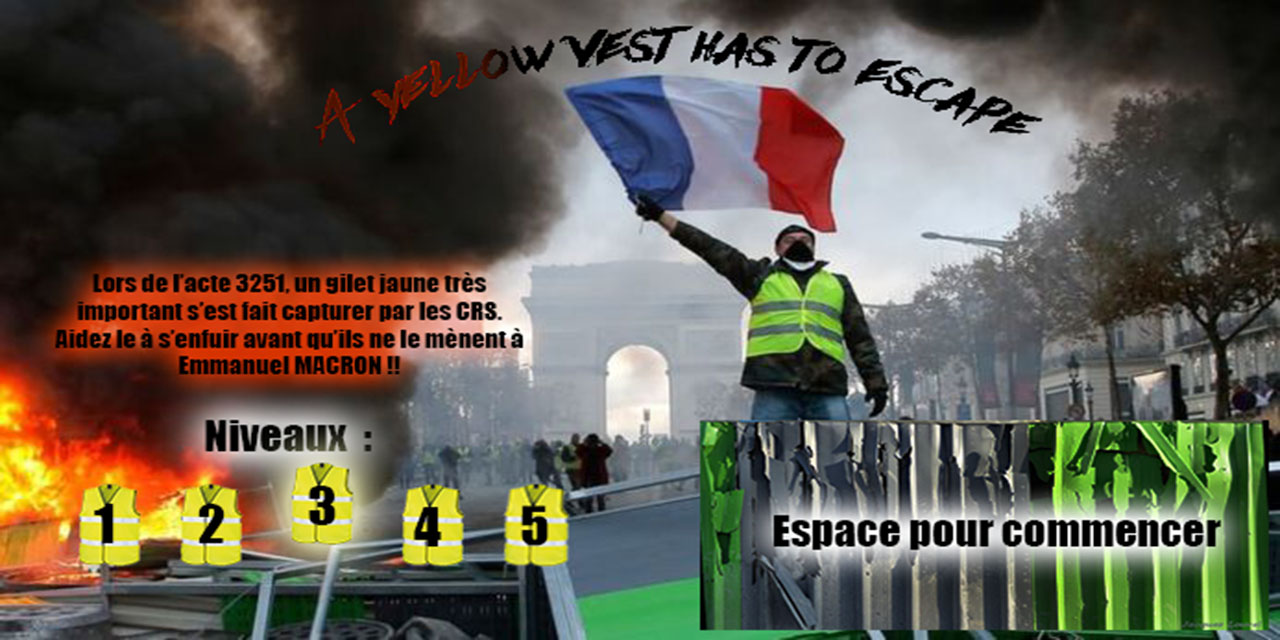 A YELLOW VEST HAS TO ESCAPE
Lors de l'acte 3251, un gilet jaune très
important s'est fait capturer par les CRS.
Aidez le à s'enfuir avant qu'ils ne le mènent à
Emmanuel MACRON !!
Niveaux :
1 2 3 4 5
Espace pour commencer